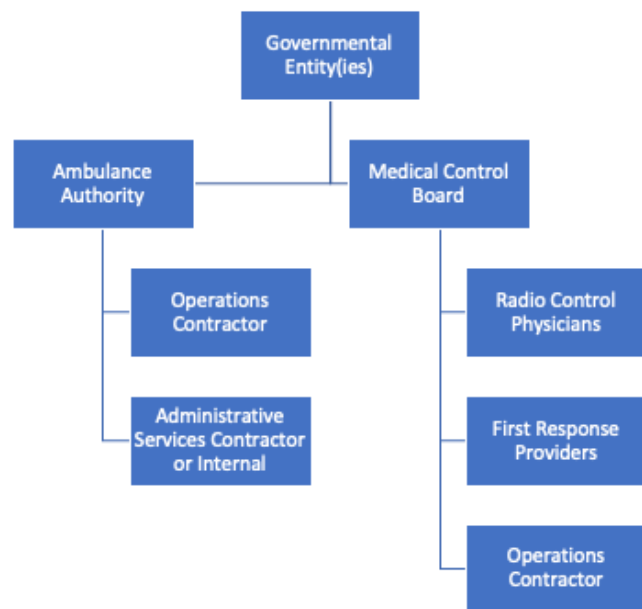 Governmental
Entity(ies)
Ambulance
Authority
Medical Control
Board
Operations
Contractor
Radio Control
Physicians
Administrative
Services Contractor
or Internal
First Response
Providers
Operations
Contractor